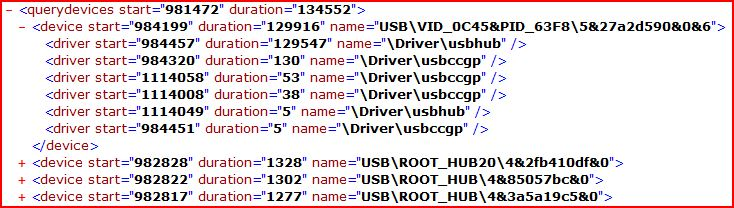 - <querydevices start="981472" duration="134552">
- <device start="984199" duration="129916" name="USB\VID_0C45&PID_63F8\5&27a2d590&0&6">
<driver start="984457" duration="129547" name="\Driver\usbhub" />
<driver start="984320" duration="130" name="\Driver\usbccgp" />
<driver start="1114058" duration="53" name="\Driver\usbccgp" />
<driver start="1114008" duration="38" name="\Driver\usbccgp" />
<driver start="1114049" duration="5" name="\Driver\usbhub" />
<driver start="984451" duration="5" name="\Driver\usbccgp" />
</device>
+ <device start="982828" duration="1328" name="USB\ROOT_HUB20\4&2fb410df&0">
+ <device start="982822" duration="1302" name="USB\ROOT_HUB\4&85057bc&0">
+ <device start="982817" duration="1277" name="USB\ROOT_HUB\4&3a5a19c5&0">